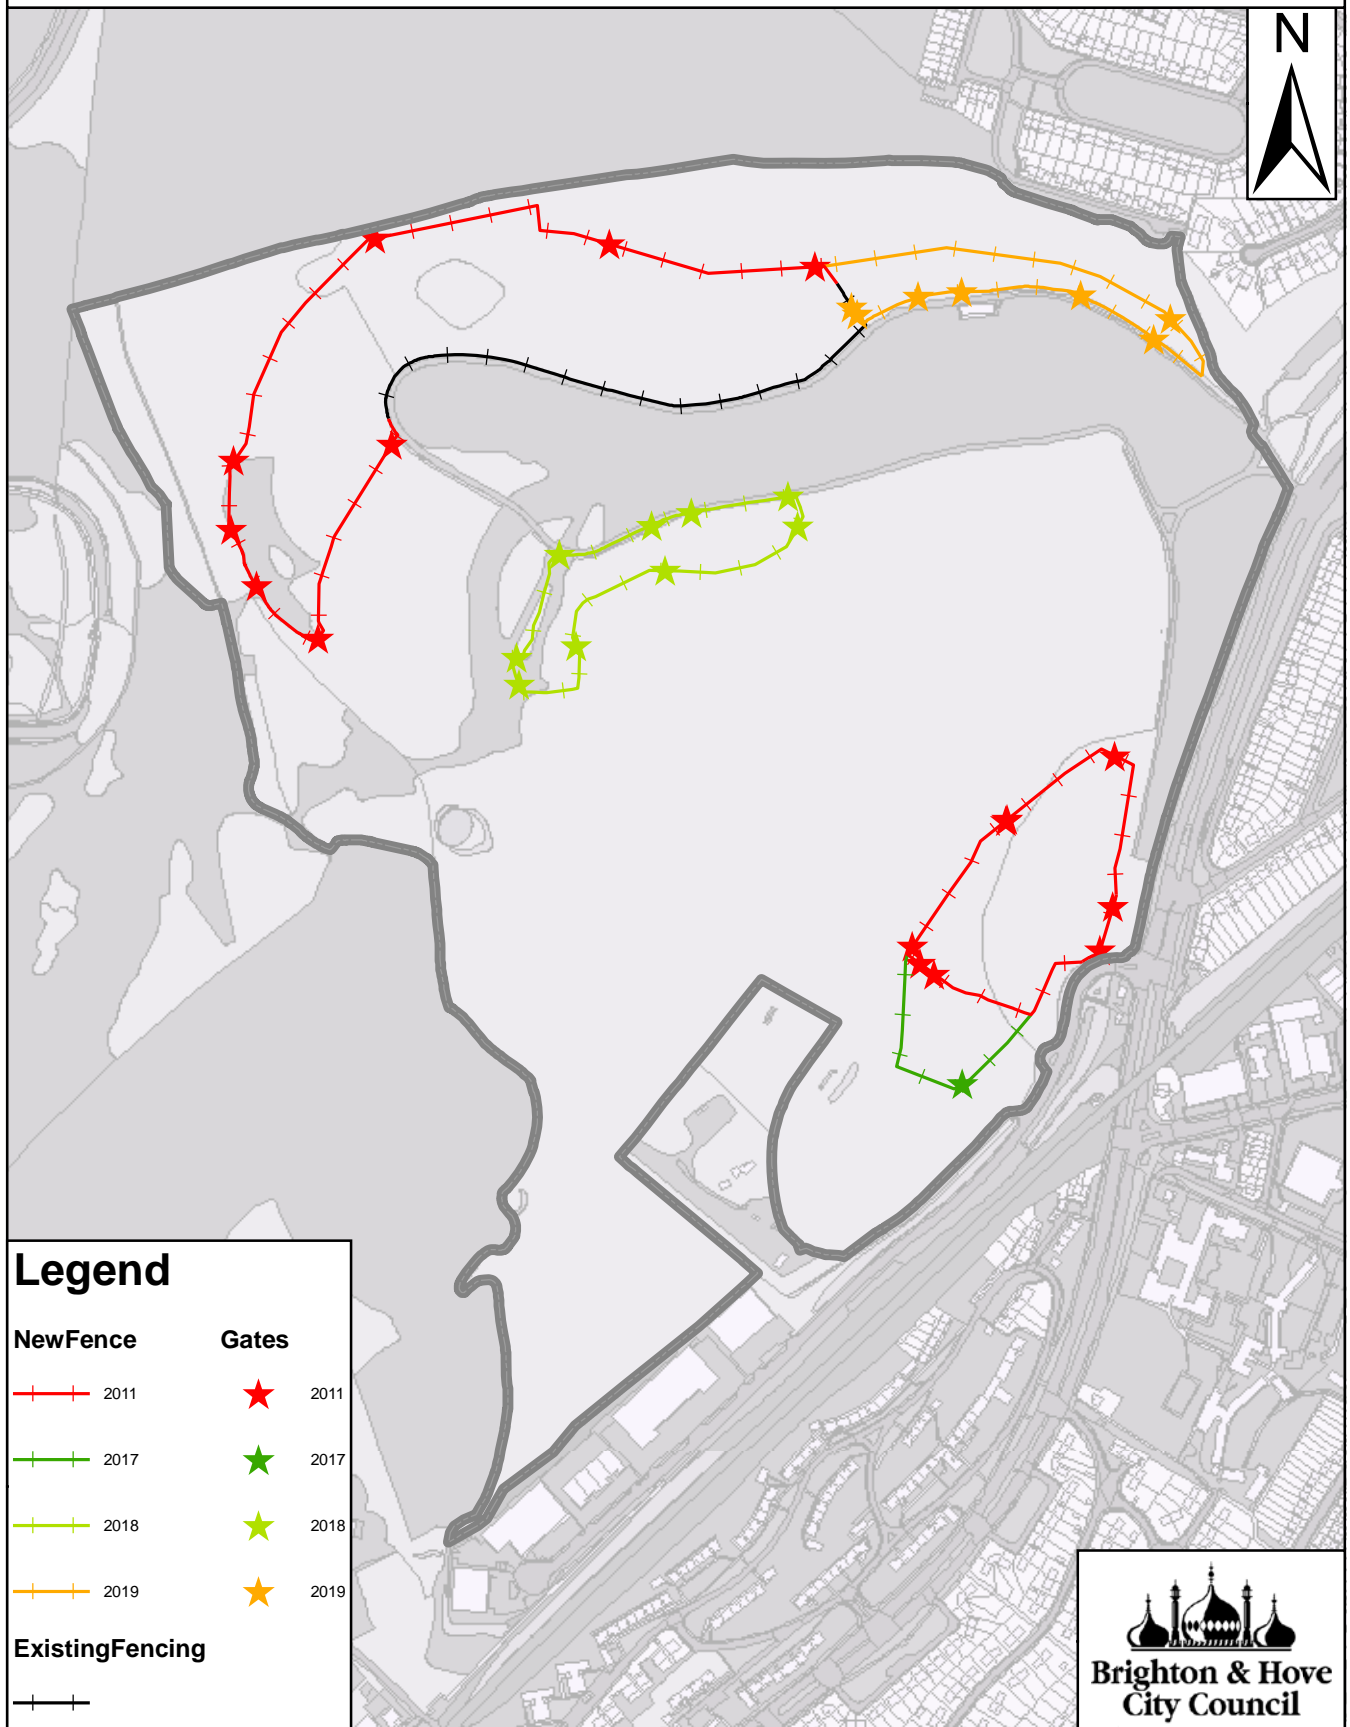 N
Legend
NewFence Gates
2011 2011
2017 2017
2018 2018
2019 2019
ExistingFencing
Brighton & Hove
City Council